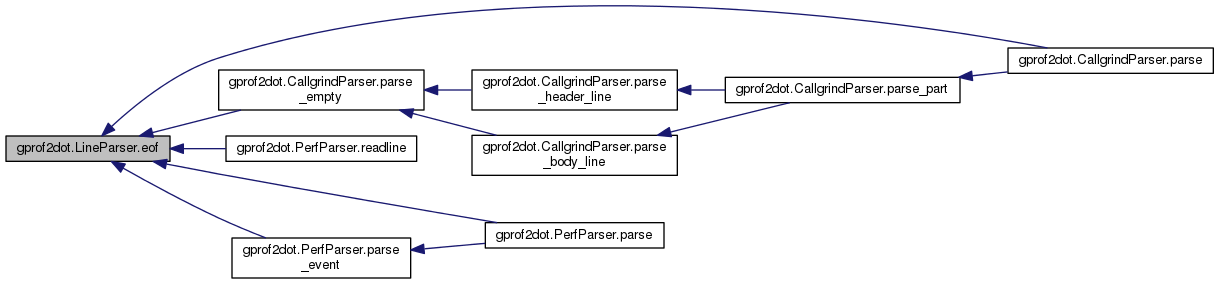 gprof2dot.LineParser.eof
gprof2dot.CallgrindParser.parse
gprof2dot.CallgrindParser.parse
_empty
gprof2dot.CallgrindParser.parse
_header_line
gprof2dot.CallgrindParser.parse_part
gprof2dot.PerfParser.readline
gprof2dot.CallgrindParser.parse
_body_line
gprof2dot.PerfParser.parse
gprof2dot.PerfParser.parse
_event